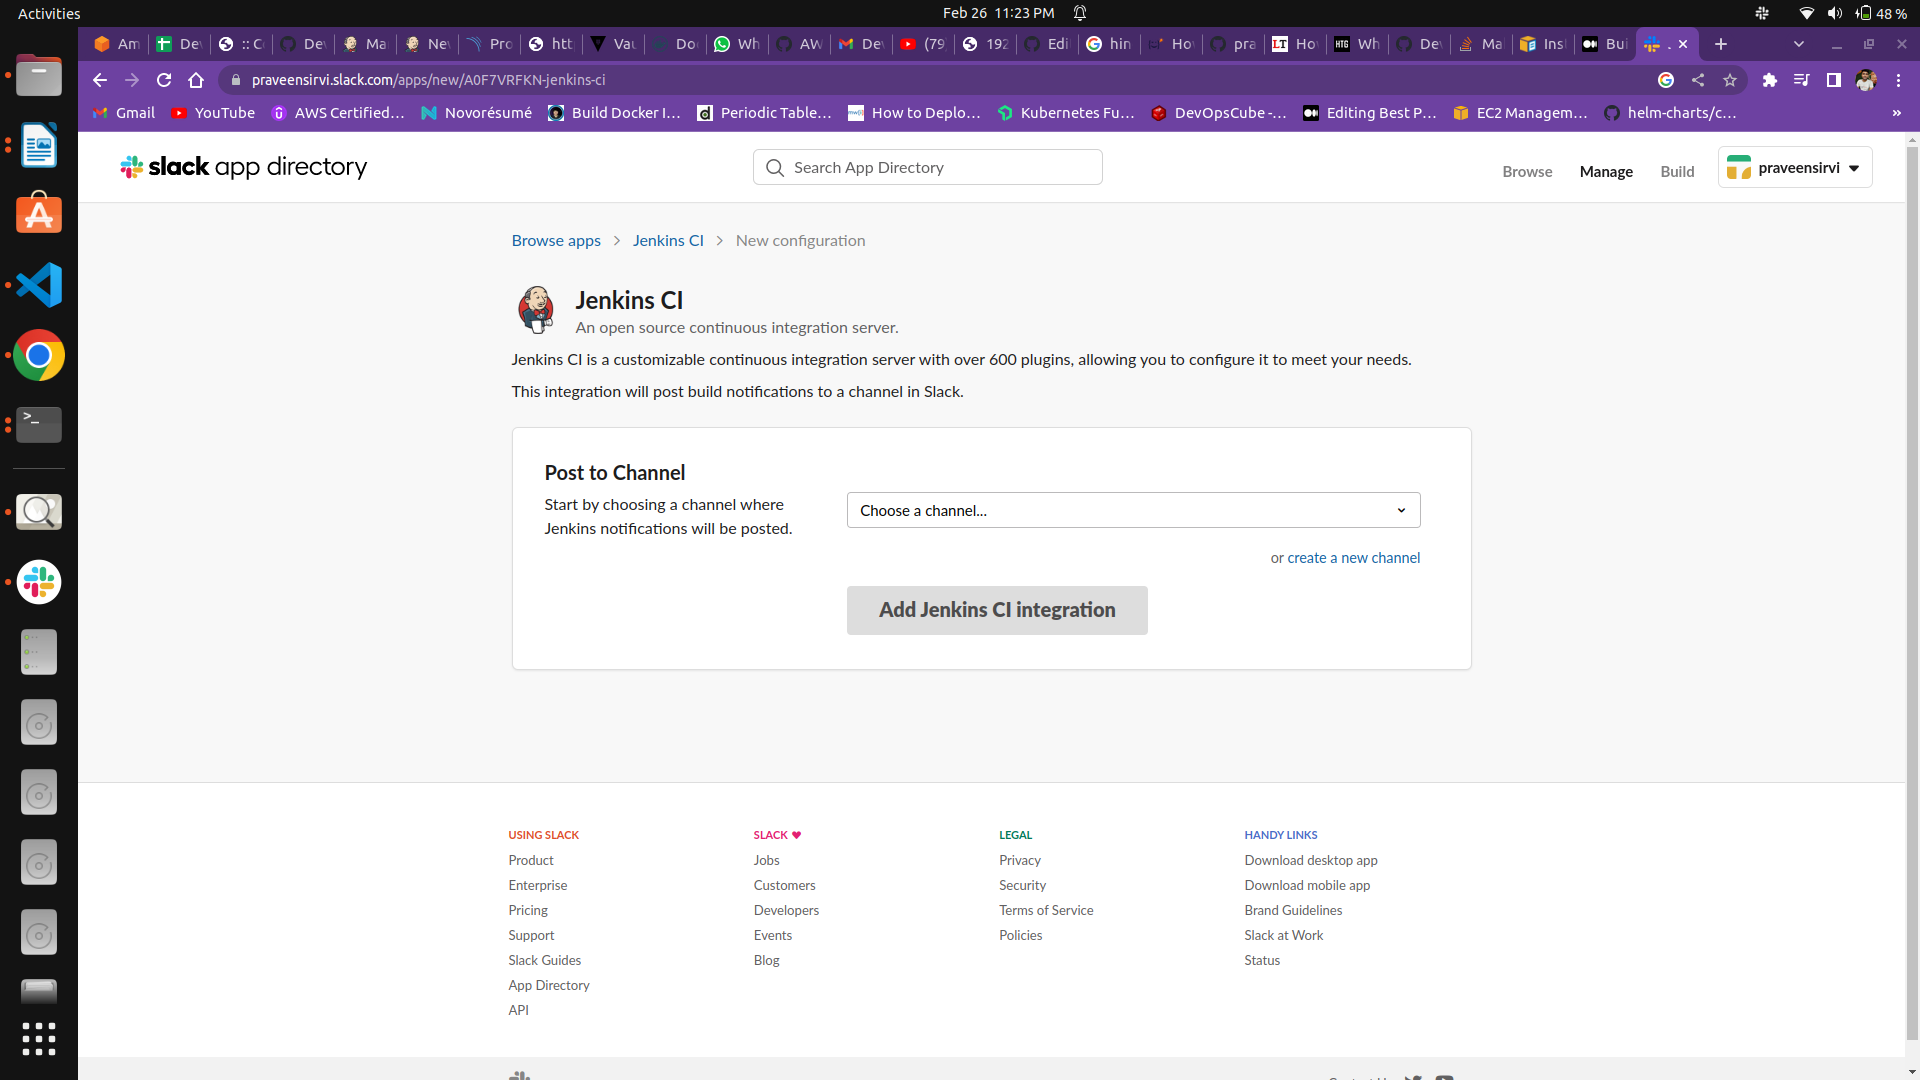 Activities
Feb 26 11:23 PM
48 %
Am
Dev
:: C
Dev
Ma
Nev
Pro
htt
Vau
Do
Wh
AW
Dev
(79)
192
Edi
hin
Ho
pra
Ho
Wh
Dev
Ma
Ins
Bui
praveensirvi.slack.com/apps/new/A0F7VRFKN-jenkins-ci
Gmail
YouTube
AWS Certified...
Novorésumé
Build Docker I...
Periodic Table...
How to Deplo...
Kubernetes Fu...
DevOpsCube -...
Editing Best P...
EC2 Managem...
helm-charts/c...
»
slack app directory
Search App Directory
Browse
Manage
Build
praveensirvi
Browse apps > Jenkins CI > New configuration
Jenkins CI
An open source continuous integration server.
Jenkins CI is a customizable continuous integration server with over 600 plugins, allowing you to configure it to meet your needs.
This integration will post build notifications to a channel in Slack.
Post to Channel
Start by choosing a channel where
Jenkins notifications will be posted.
Choose a channel...
or create a new channel
Add Jenkins CI integration
USING SLACK
Product
Enterprise
Pricing
Support
Slack Guides
App Directory
API
SLACK ♥
Jobs
Customers
Developers
Events
Blog
LEGAL
Privacy
Security
Terms of Service
Policies
HANDY LINKS
Download desktop app
Download mobile app
Brand Guidelines
Slack at Work
Status